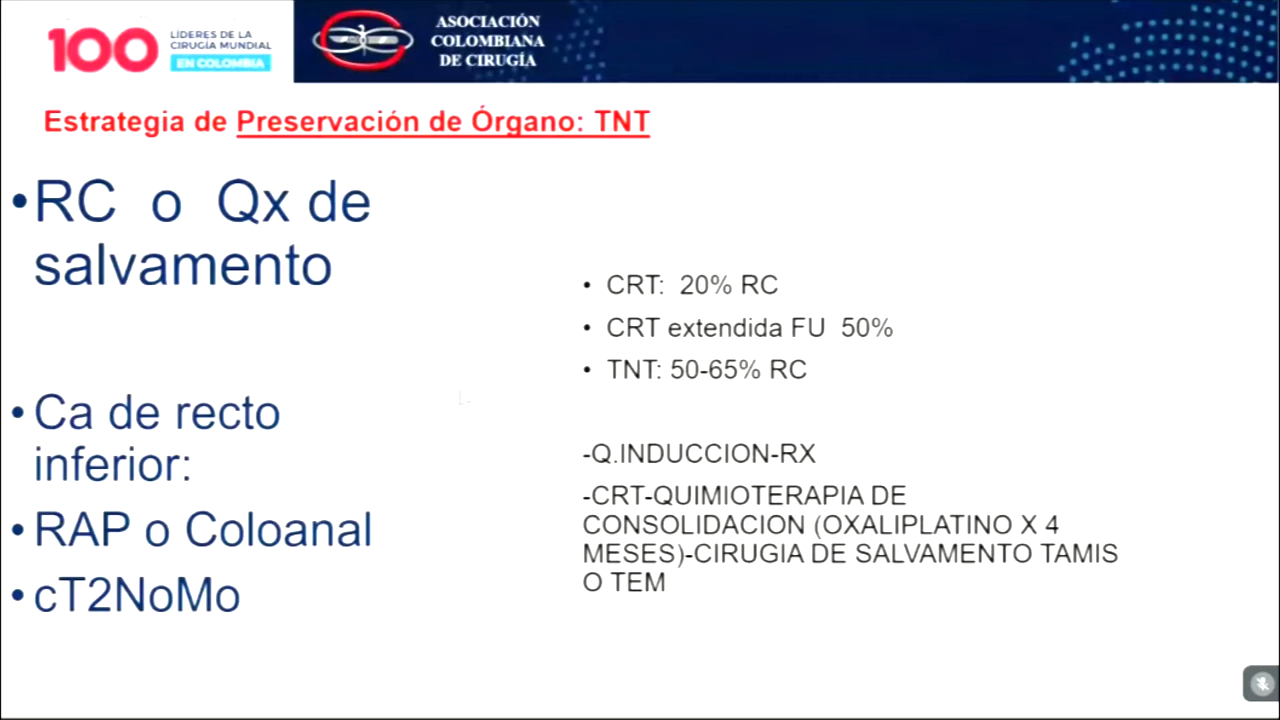 100
LÍDERES DE LA
CIRUGÍA MUNDIAL
EN COLOMBIA
ASOCIACIÓN
COLOMBIANA
DE CIRUGÍA
Estrategia de Preservación de Órgano: TNT
•RC o Qx de
salvamento
• Ca de recto
inferior:
• RAP o Coloanal
• cT2NoMo
• CRT: 20% RC
• CRT extendida FU 50%
• TNT: 50-65% RC
-Q.INDUCCION-RX
-CRT-QUIMIOTERAPIA DE
CONSOLIDACION (OXALIPLATINO X 4
MESES)-CIRUGIA DE SALVAMENTO TAMIS
O TEM